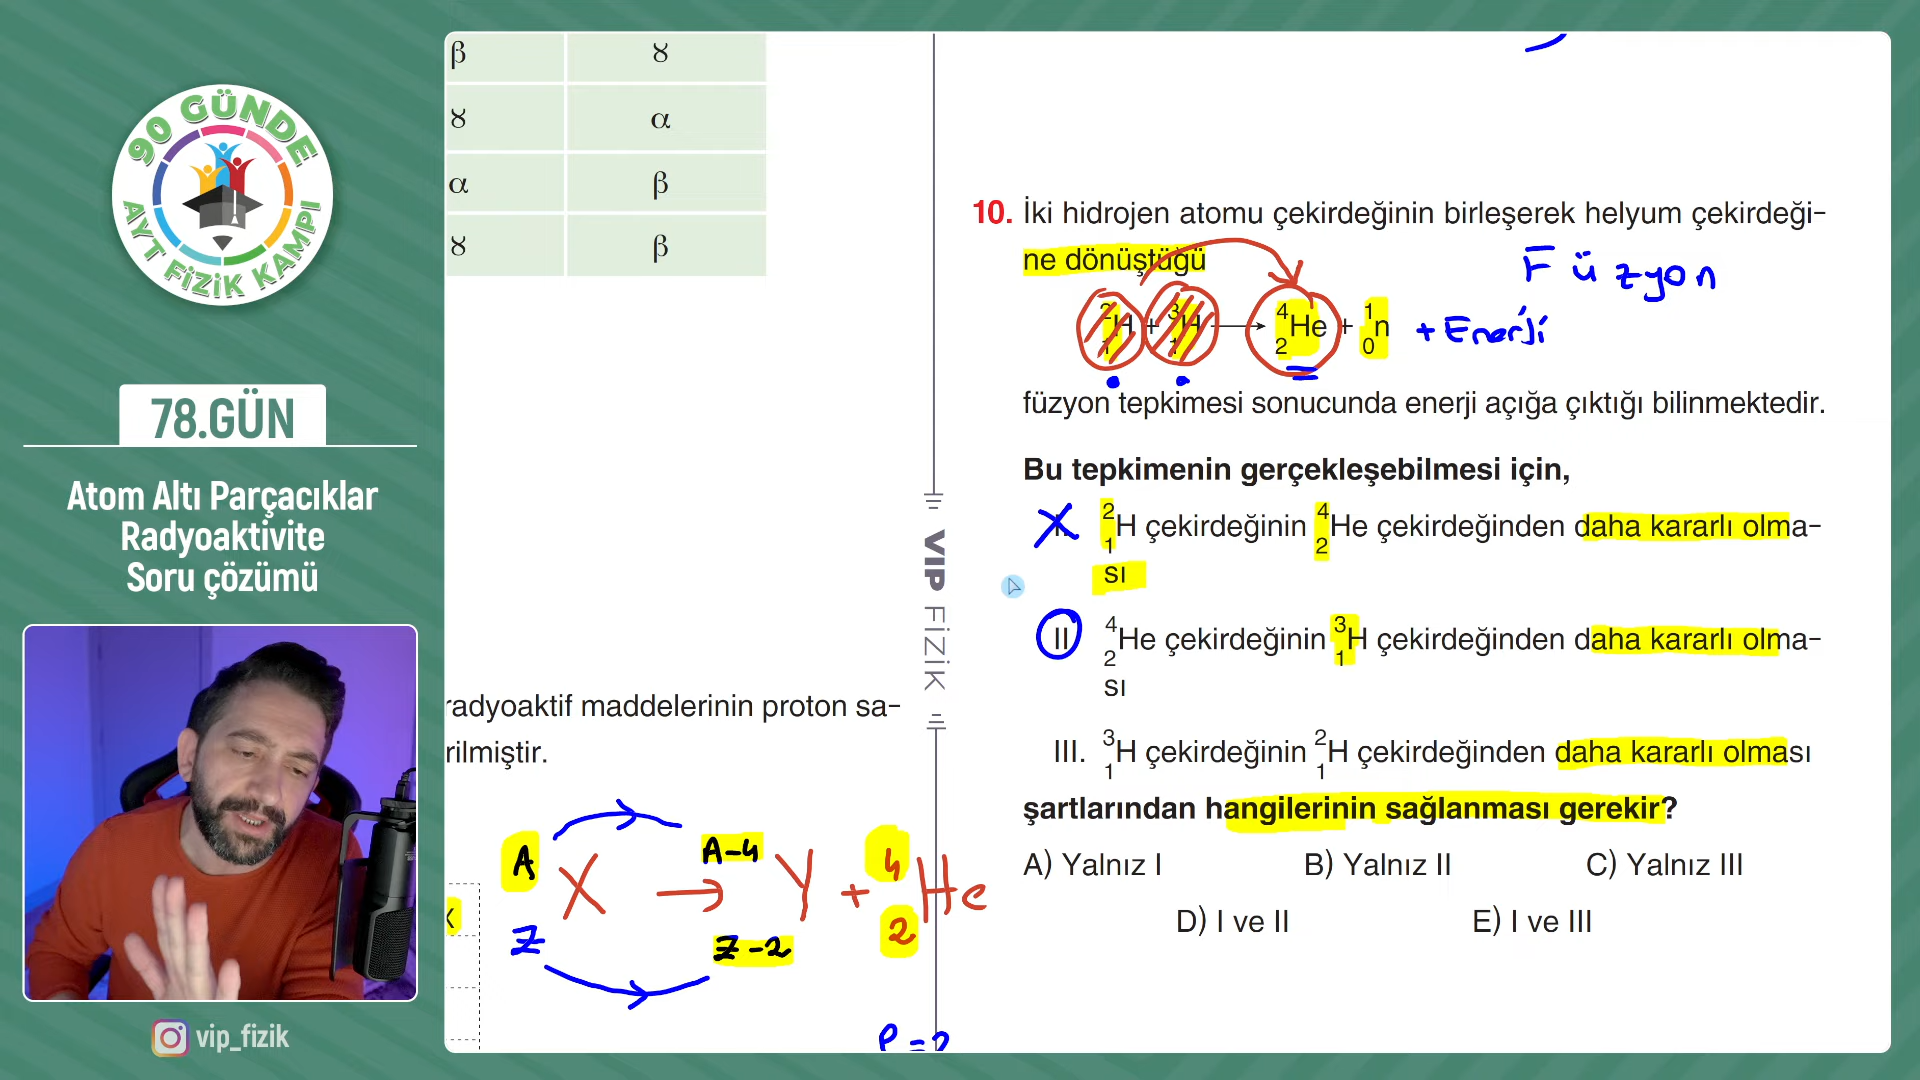 90 GÜNDE
AYT FİZİK KAMPI
78.GÜN
Atom Altı Parçacıklar
Radyoaktivite
Soru çözümü
vip_fizik
β ४
४ α
α β
४ β
radyoaktif maddelerinin proton sa-
rilmiştir.
A X Z → A-4 Y Z-2 + 4 He 2
P = 2
VIP FİZİK
10. İki hidrojen atomu çekirdeğinin birleşerek helyum çekirdeği-
ne dönüştüğü
Füzyon
²₁H + ³₁H → ⁴₂He + ¹₀n + Enerji
füzyon tepkimesi sonucunda enerji açığa çıktığı bilinmektedir.
Bu tepkimenin gerçekleşebilmesi için,
I. ²₁H çekirdeğinin ⁴₂He çekirdeğinden daha kararlı olma-
sı
II ⁴₂He çekirdeğinin ³₁H çekirdeğinden daha kararlı olma-
sı
III. ³₁H çekirdeğinin ²₁H çekirdeğinden daha kararlı olması
şartlarından hangilerinin sağlanması gerekir?
A) Yalnız I B) Yalnız II C) Yalnız III
D) I ve II E) I ve III